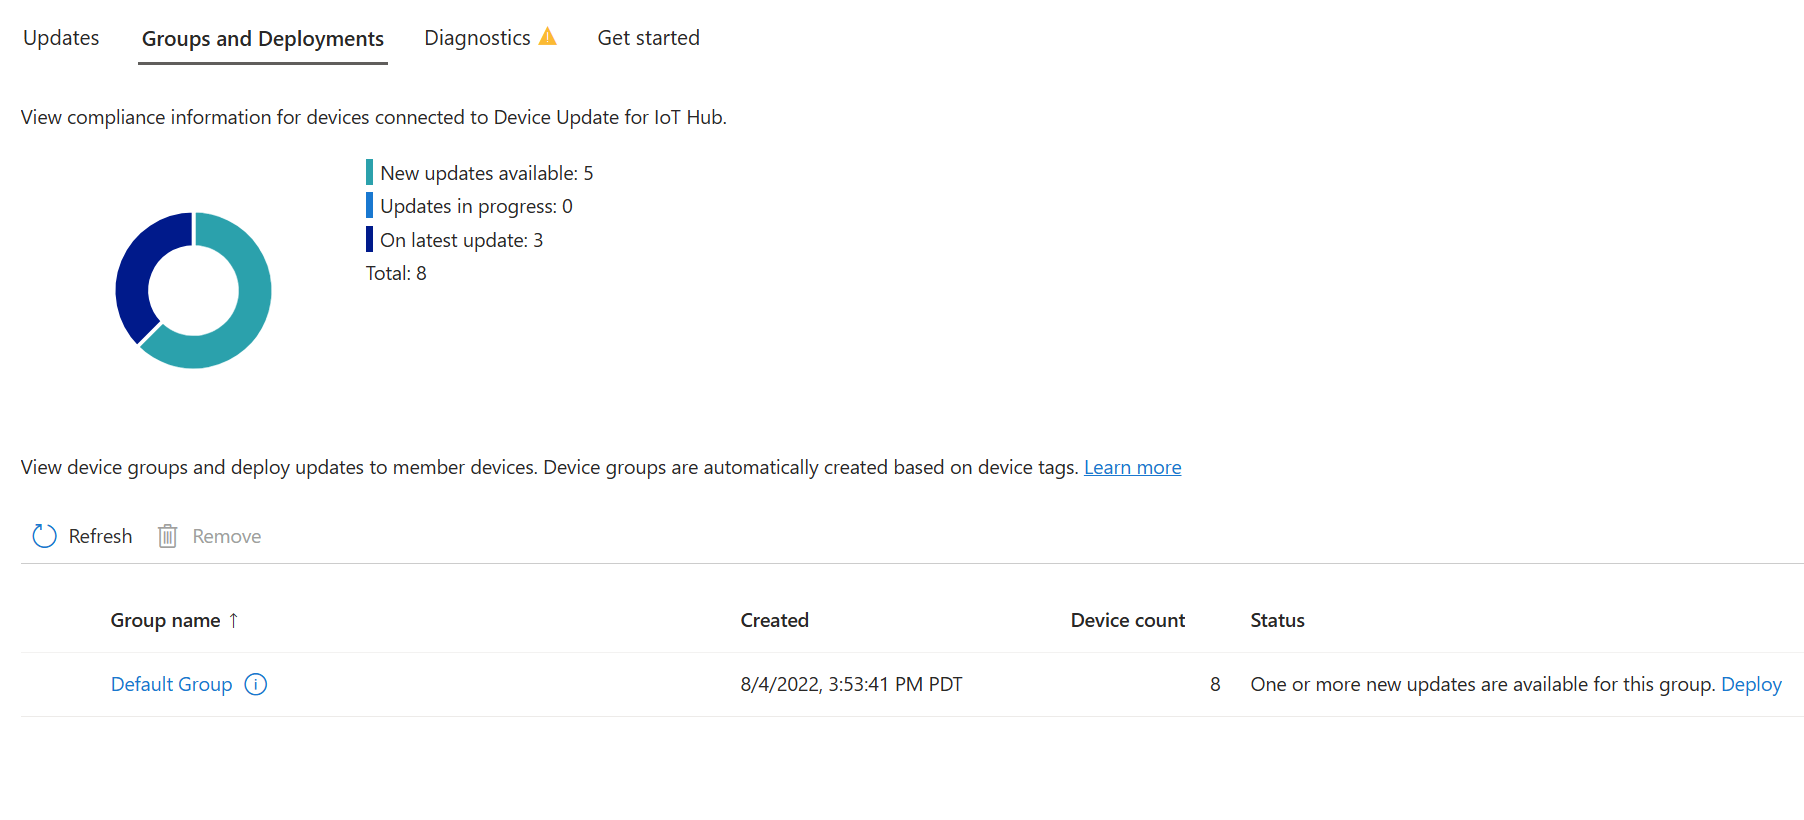 Updates Groups and Deployments Diagnostics Get started
View compliance information for devices connected to Device Update for IoT Hub.
New updates available: 5
Updates in progress: 0
On latest update: 3
Total: 8
View device groups and deploy updates to member devices. Device groups are automatically created based on device tags. Learn more
Refresh Remove
Group name ↑ Created Device count Status
Default Group 8/4/2022, 3:53:41 PM PDT 8 One or more new updates are available for this group. Deploy